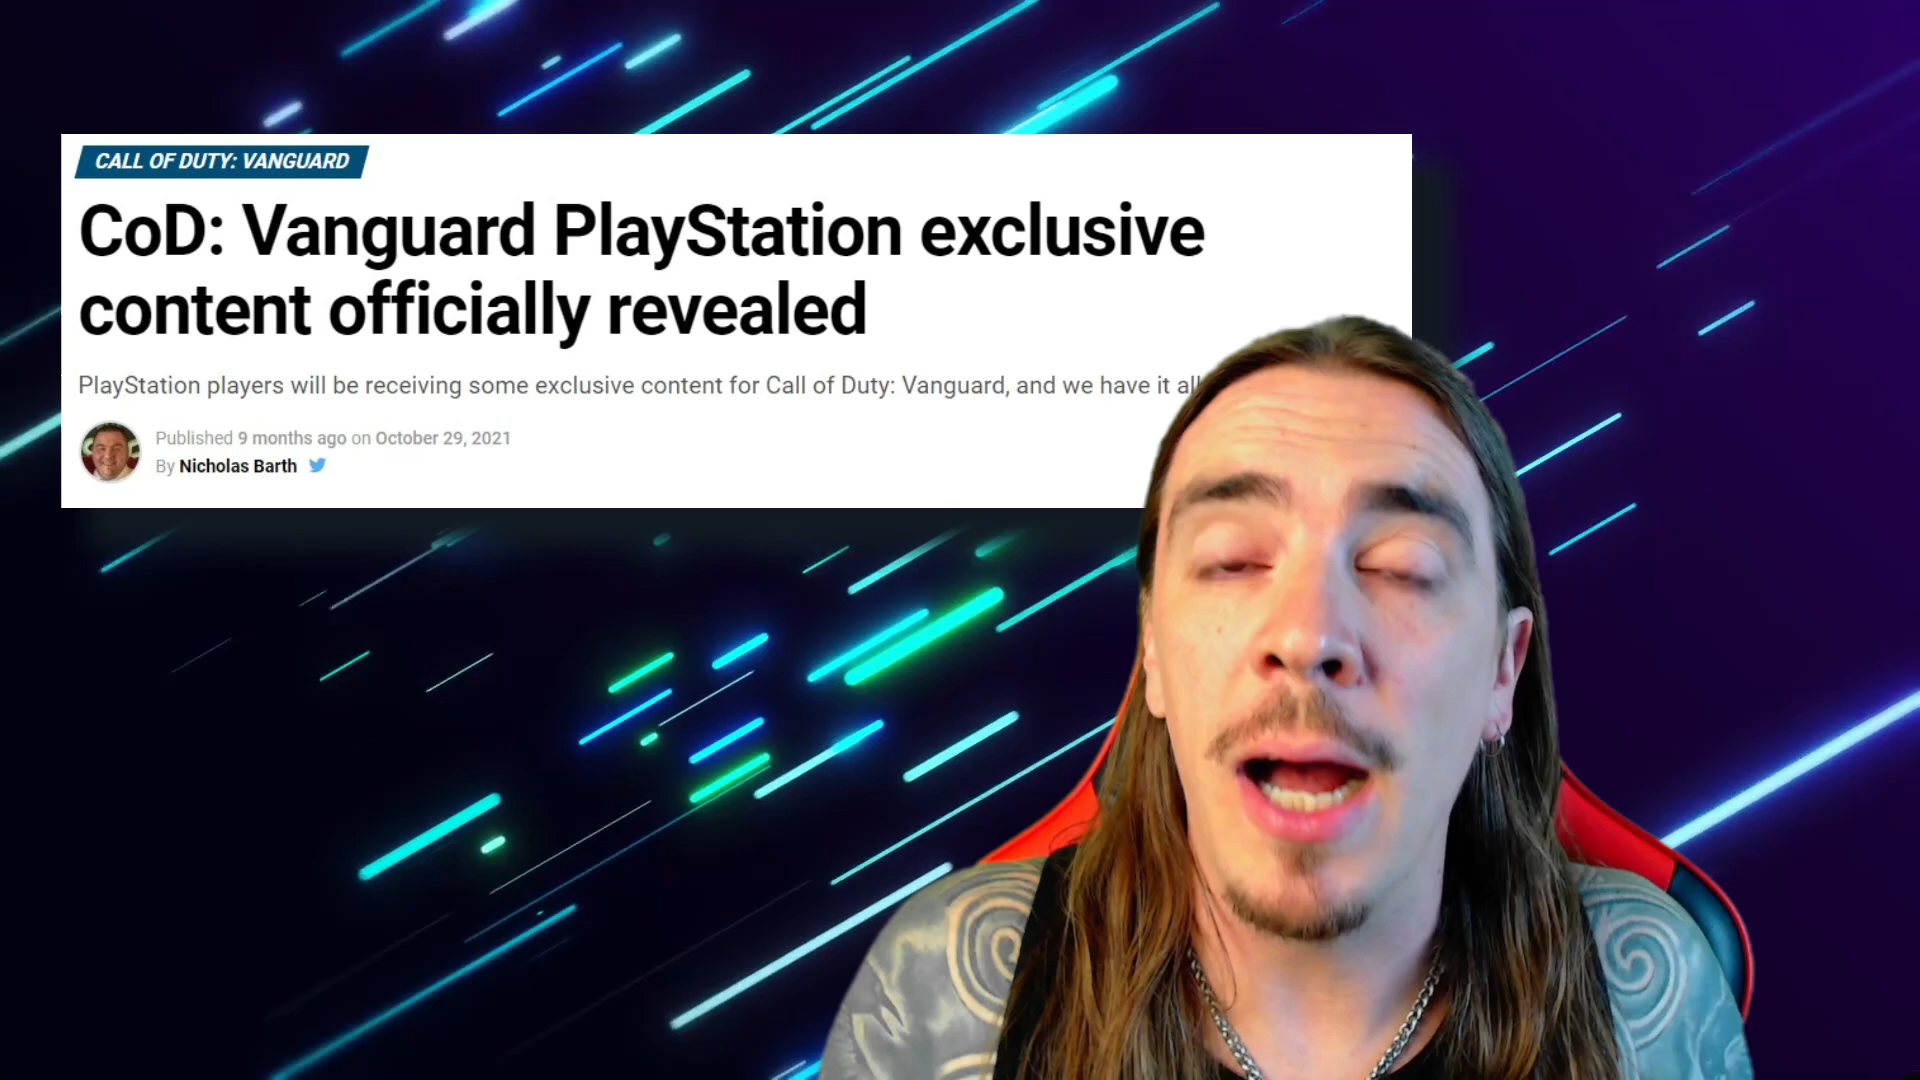 CALL OF DUTY: VANGUARD
CoD: Vanguard PlayStation exclusive
content officially revealed
PlayStation players will be receiving some exclusive content for Call of Duty: Vanguard, and we have it all
Published 9 months ago on October 29, 2021
By Nicholas Barth